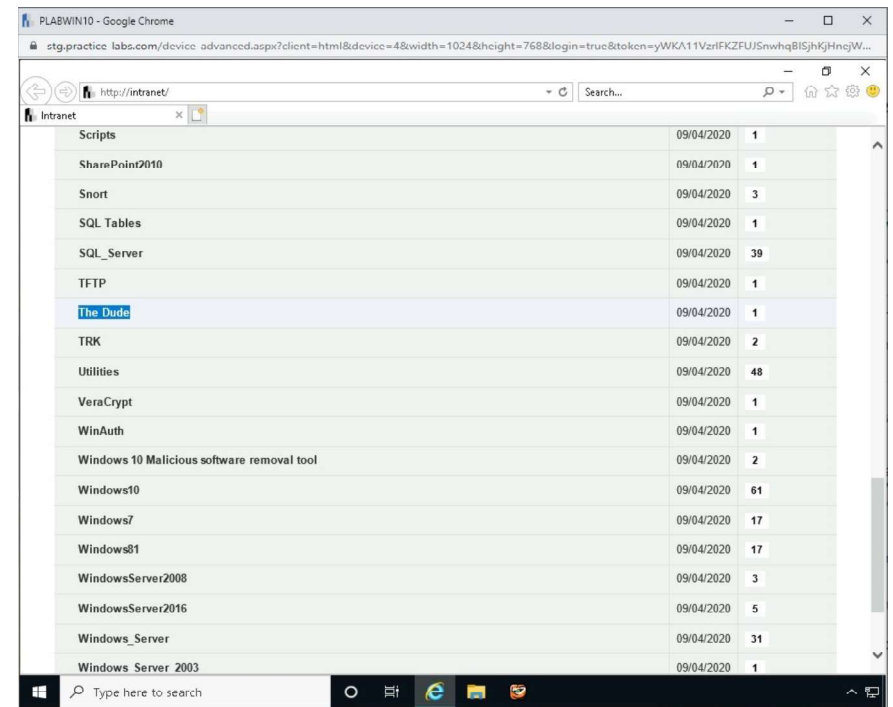 PLABWIN10 - Google Chrome
stg.practice-labs.com/device-advanced.aspx?client=html&device=4&width=1024&height=768&login=true&token=yWKA11VzrlFKZFUJSnwhqBISjhKjHnejW...
http://intranet/
Search...
Intranet
Scripts 09/04/2020 1
SharePoint2010 09/04/2020 1
Snort 09/04/2020 3
SQL Tables 09/04/2020 1
SQL_Server 09/04/2020 39
TFTP 09/04/2020 1
The Dude 09/04/2020 1
TRK 09/04/2020 2
Utilities 09/04/2020 48
VeraCrypt 09/04/2020 1
WinAuth 09/04/2020 1
Windows 10 Malicious software removal tool 09/04/2020 2
Windows10 09/04/2020 61
Windows7 09/04/2020 17
Windows81 09/04/2020 17
WindowsServer2008 09/04/2020 3
WindowsServer2016 09/04/2020 5
Windows_Server 09/04/2020 31
Windows_Server_2003 09/04/2020 1
Type here to search